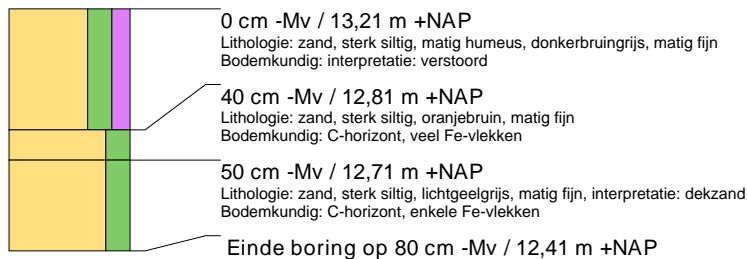 0 cm -Mv / 13,21 m +NAP
Lithologie: zand, sterk siltig, matig humeus, donkerbruingrijs, matig fijn
Bodemkundig: interpretatie: verstoord
40 cm -Mv / 12,81 m +NAP
Lithologie: zand, sterk siltig, oranjebruin, matig fijn
Bodemkundig: C-horizont, veel Fe-vlekken
50 cm -Mv / 12,71 m +NAP
Lithologie: zand, sterk siltig, lichtgeelgrijs, matig fijn, interpretatie: dekzand
Bodemkundig: C-horizont, enkele Fe-vlekken
Einde boring op 80 cm -Mv / 12,41 m +NAP